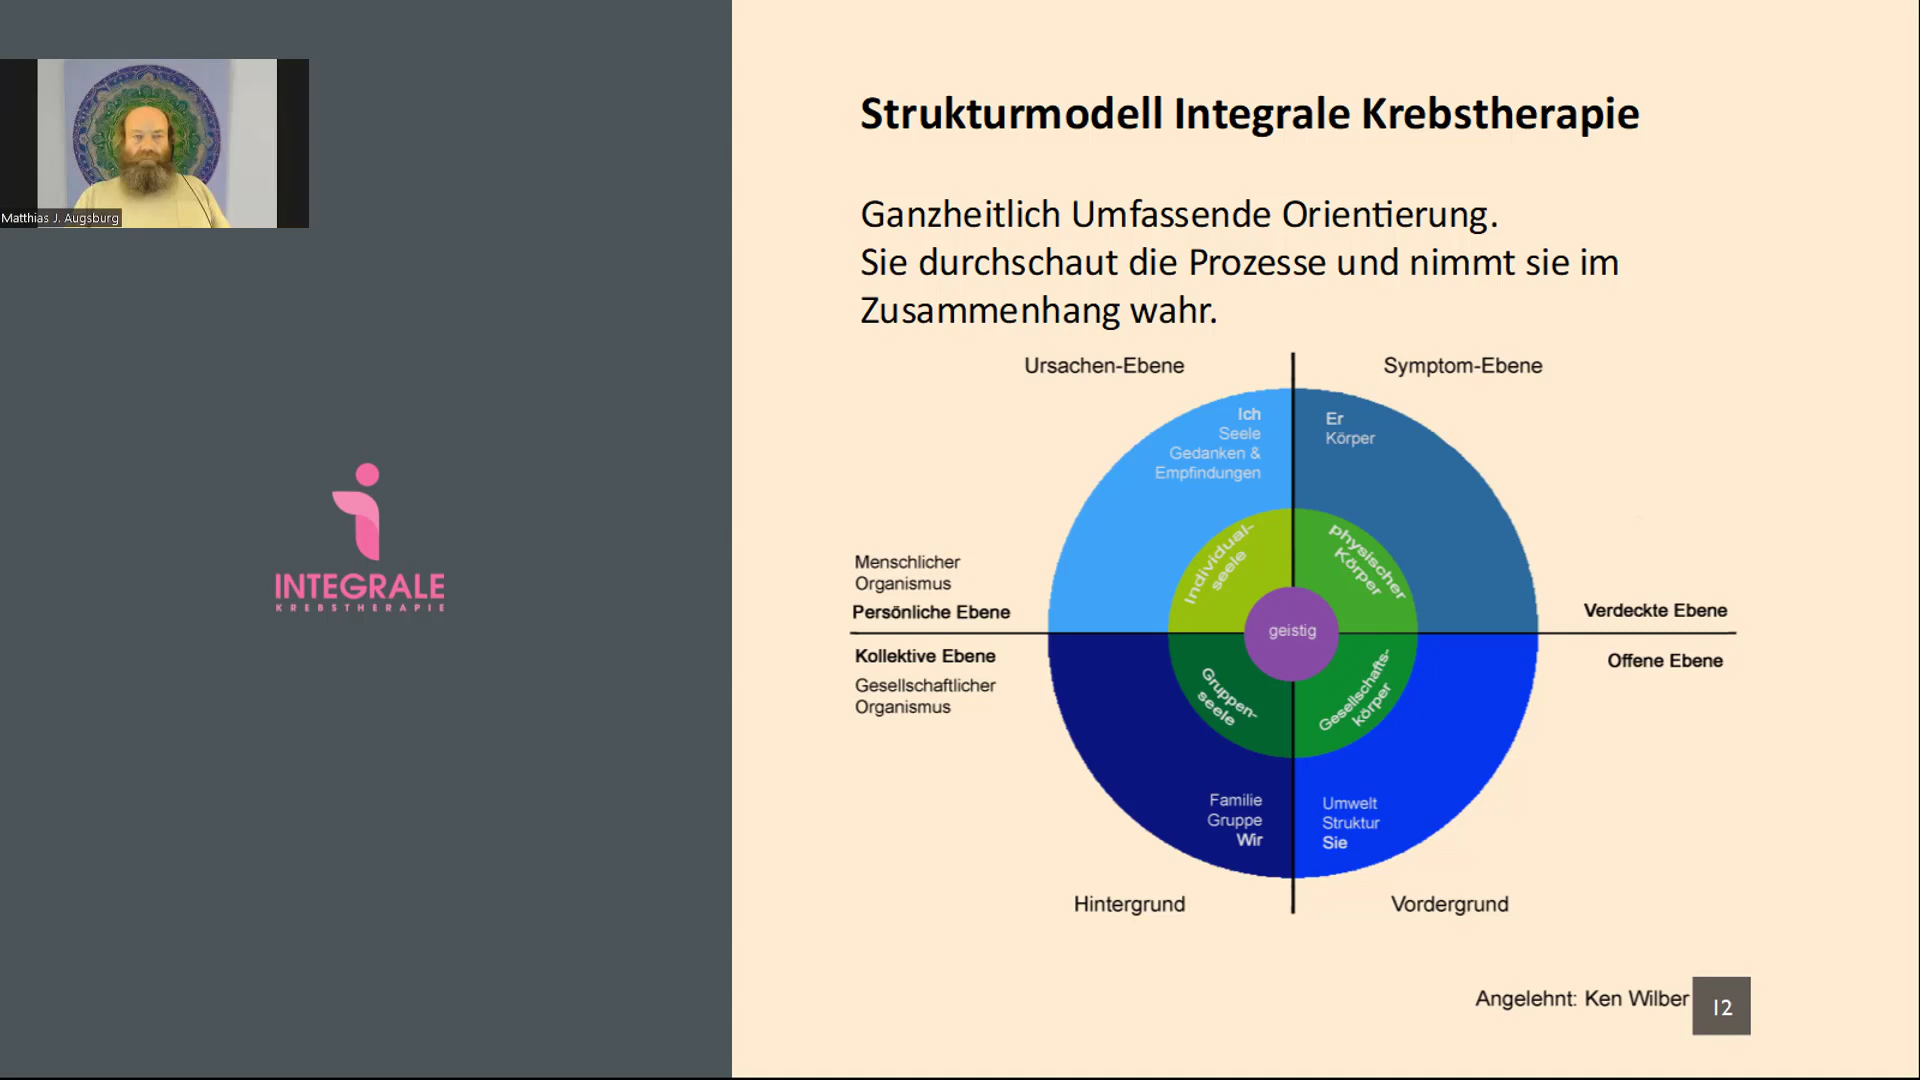 Matthias J. Augsburg
INTEGRALE
KREBSTHERAPIE
Strukturmodell Integrale Krebstherapie
Ganzheitlich Umfassende Orientierung.
Sie durchschaut die Prozesse und nimmt sie im
Zusammenhang wahr.
Ursachen-Ebene
Symptom-Ebene
Ich
Seele
Gedanken &
Empfindungen
Er
Körper
Individual-
seele
physischer
Körper
Menschlicher
Organismus
Persönliche Ebene
geistig
Verdeckte Ebene
Kollektive Ebene
Gesellschaftlicher
Organismus
Offene Ebene
Gruppen-
seele
Gesellschafts-
körper
Familie
Gruppe
Wir
Umwelt
Struktur
Sie
Hintergrund
Vordergrund
Angelehnt: Ken Wilber
12